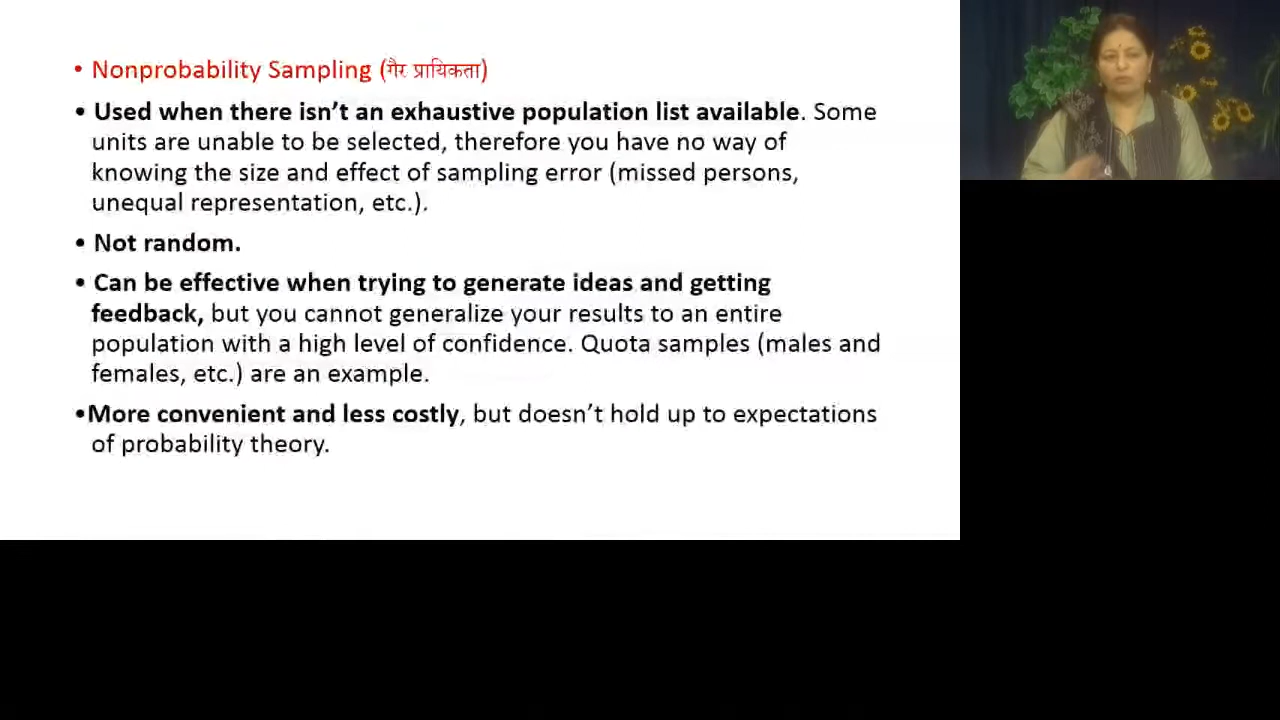 • Nonprobability Sampling (गैर प्रायिकता)
• Used when there isn’t an exhaustive population list available. Some
units are unable to be selected, therefore you have no way of
knowing the size and effect of sampling error (missed persons,
unequal representation, etc.).
• Not random.
• Can be effective when trying to generate ideas and getting
feedback, but you cannot generalize your results to an entire
population with a high level of confidence. Quota samples (males and
females, etc.) are an example.
•More convenient and less costly, but doesn’t hold up to expectations
of probability theory.